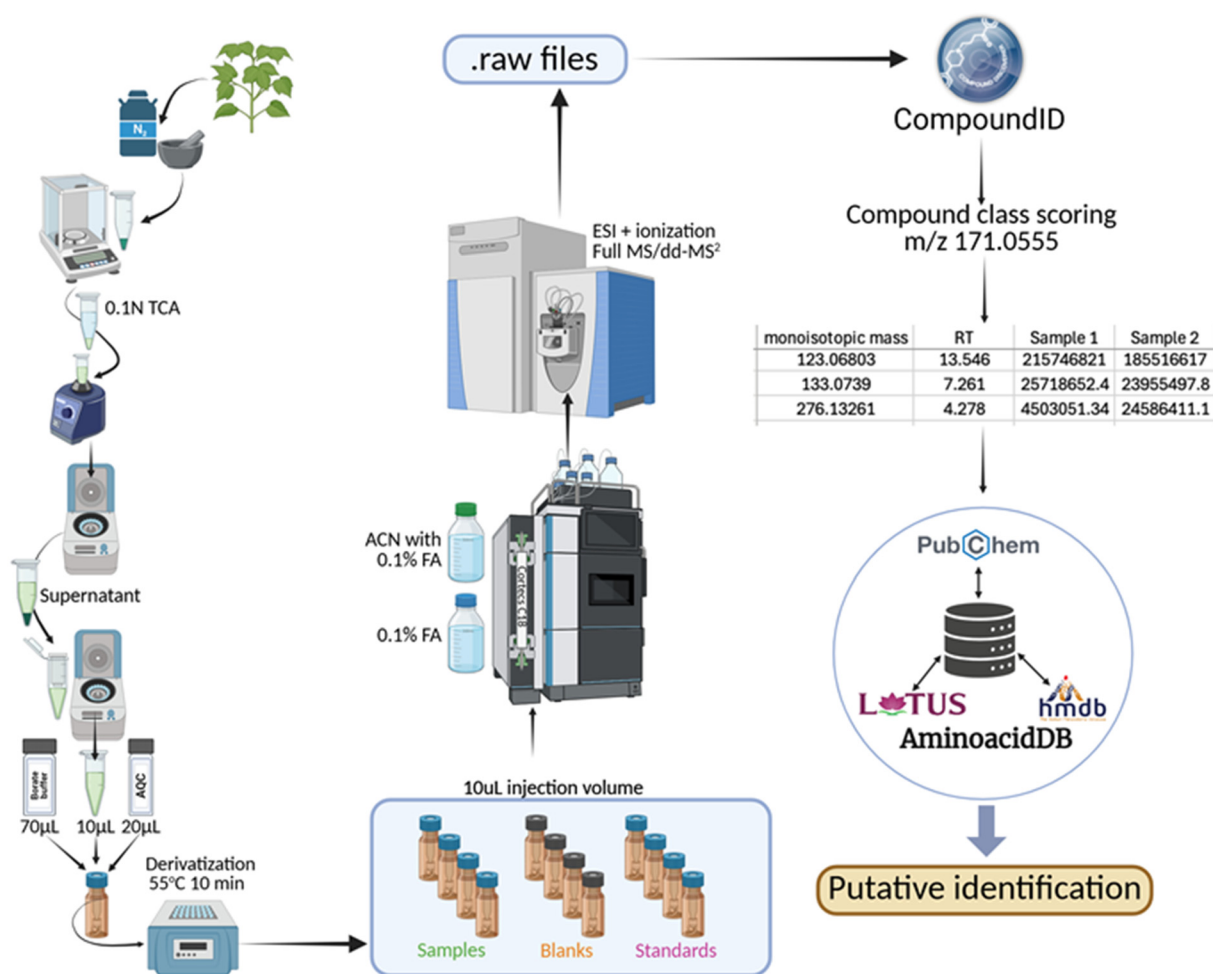 N₂
0.1N TCA
Supernatant
Borate
buffer
AQC
70µL
10µL
20µL
Derivatization
55°C 10 min
10uL injection volume
Samples
Blanks
Standards
ACN with
0.1% FA
0.1% FA
Cortecs C18
ESI + ionization
Full MS/dd-MS²
.raw files
COMPOUND DISCOVERER
CompoundID
Compound class scoring
m/z 171.0555
monoisotopic mass RT Sample 1 Sample 2
123.06803 13.546 215746821 185516617
133.0739 7.261 25718652.4 23955497.8
276.13261 4.278 4503051.34 24586411.1
PubChem
LOTUS
hmdb
AminoacidDB
Putative identification